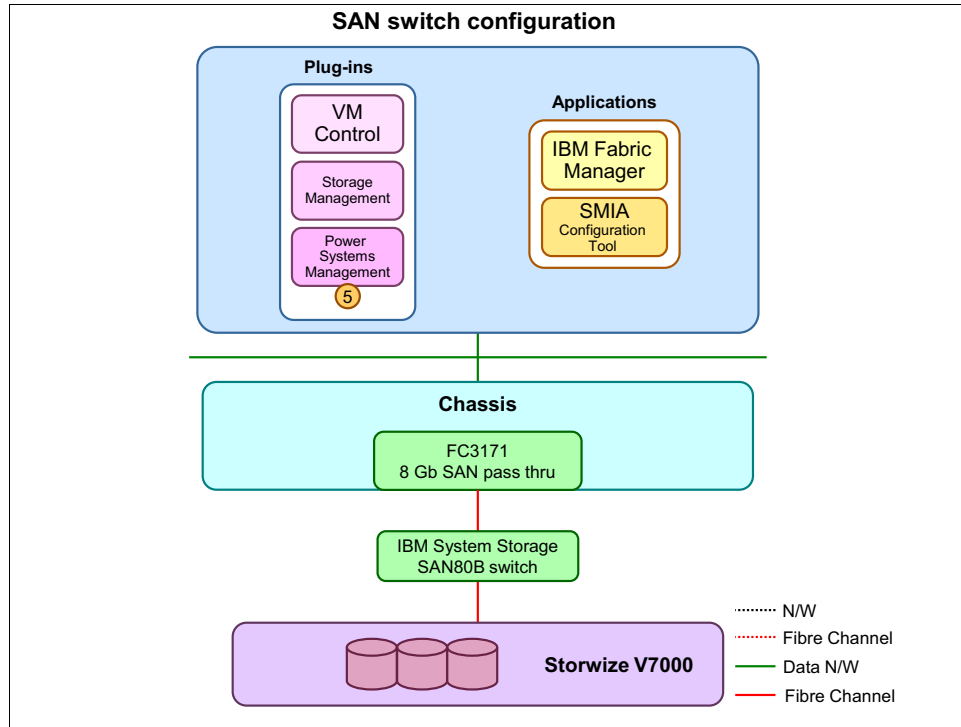 SAN switch configuration
Plug-ins
VM
Control
Storage
Management
Power
Systems
Management
5
Applications
IBM Fabric
Manager
SMIA
Configuration
Tool
Chassis
FC3171
8 Gb SAN pass thru
IBM System Storage
SAN80B switch
Storwize V7000
N/W
Fibre Channel
Data N/W
Fibre Channel